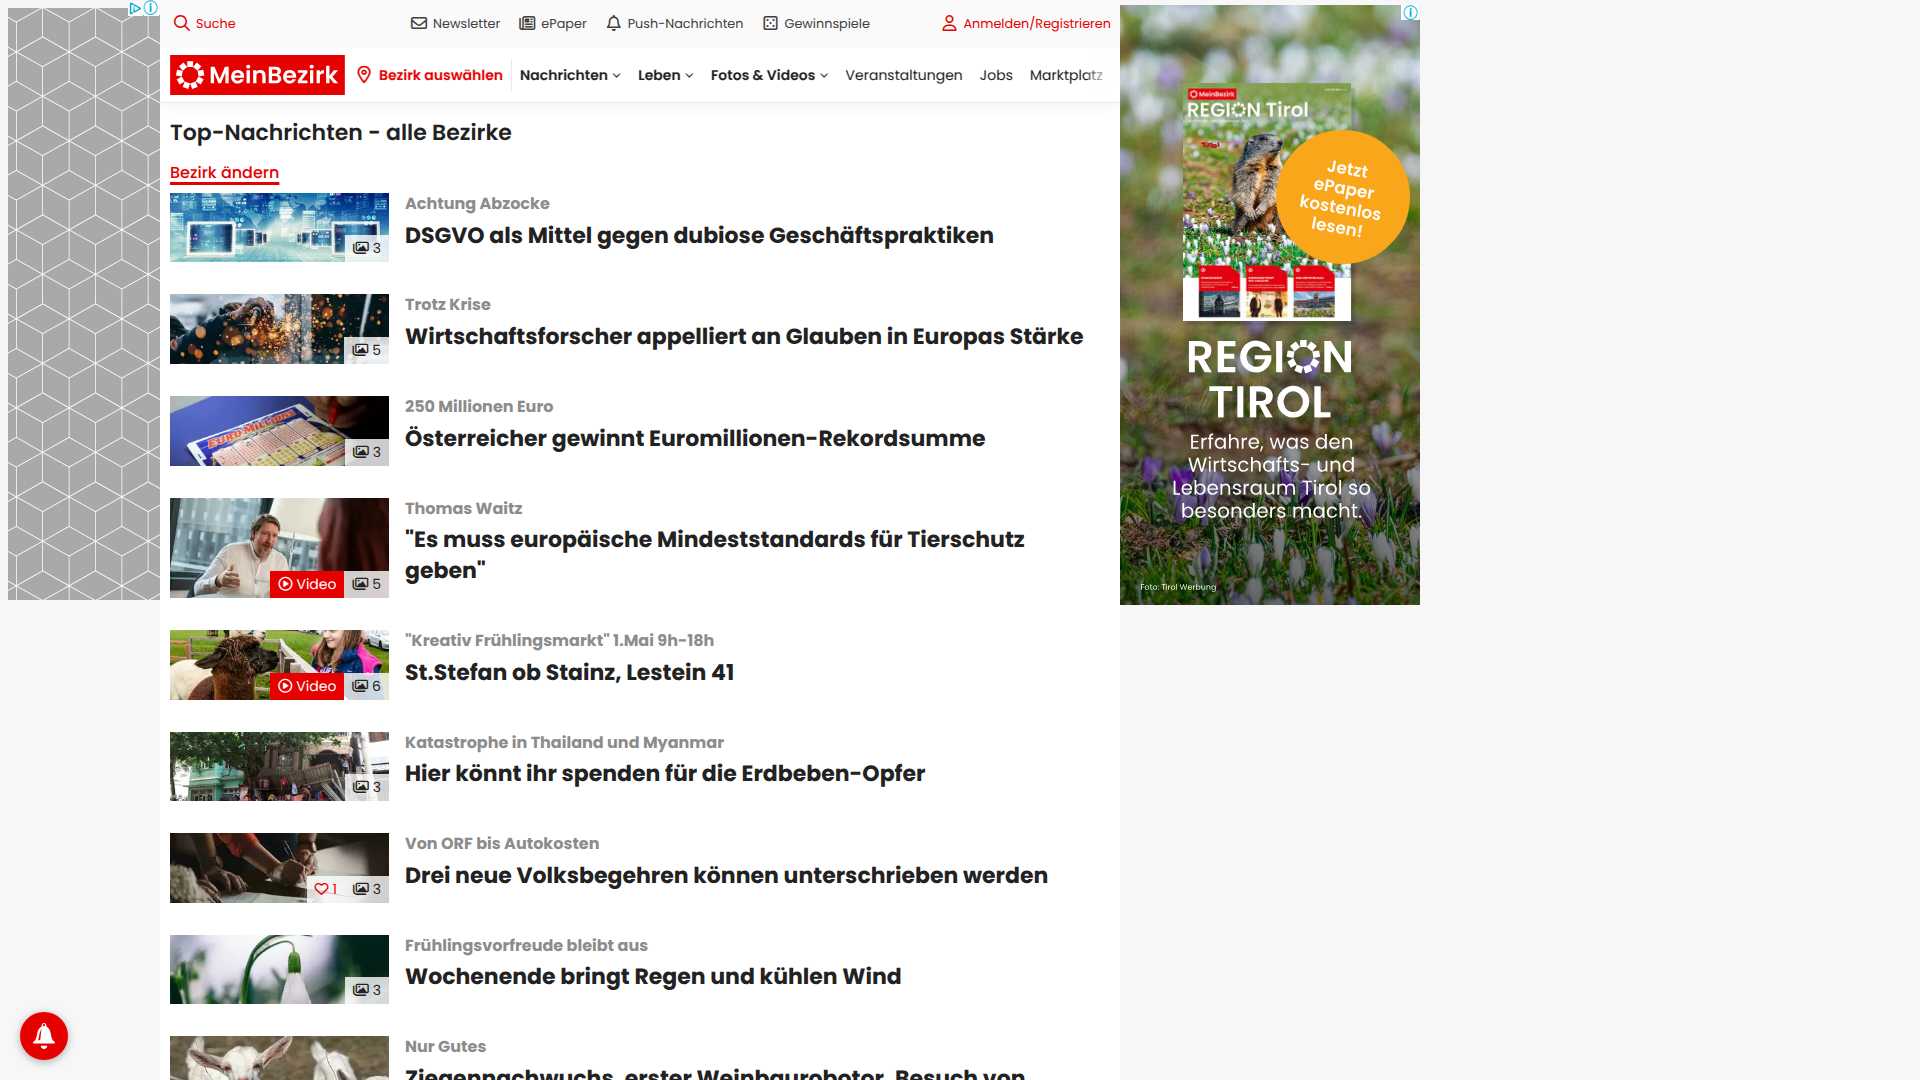 Suche
Newsletter
ePaper
Push-Nachrichten
Gewinnspiele
Anmelden/Registrieren
MeinBezirk
Bezirk auswählen
Nachrichten
Leben
Fotos & Videos
Veranstaltungen
Jobs
Marktplatz
Top-Nachrichten - alle Bezirke
Bezirk ändern
3
Achtung Abzocke
DSGVO als Mittel gegen dubiose Geschäftspraktiken
5
Trotz Krise
Wirtschaftsforscher appelliert an Glauben in Europas Stärke
EURO MILLIONS
3
250 Millionen Euro
Österreicher gewinnt Euromillionen-Rekordsumme
Video
5
Thomas Waitz
"Es muss europäische Mindeststandards für Tierschutz
geben"
Video
6
"Kreativ Frühlingsmarkt" 1.Mai 9h-18h
St.Stefan ob Stainz, Lestein 41
3
Katastrophe in Thailand und Myanmar
Hier könnt ihr spenden für die Erdbeben-Opfer
1
3
Von ORF bis Autokosten
Drei neue Volksbegehren können unterschrieben werden
3
Frühlingsvorfreude bleibt aus
Wochenende bringt Regen und kühlen Wind
Nur Gutes
Ziegennachwuchs, erster Weinbauroboter, Besuch von
MeinBezirk
REGION Tirol
Tirol
Jetzt
ePaper
kostenlos
lesen!
REGION
TIROL
Erfahre, was den
Wirtschafts- und
Lebensraum Tirol so
besonders macht.
Foto: Tirol Werbung